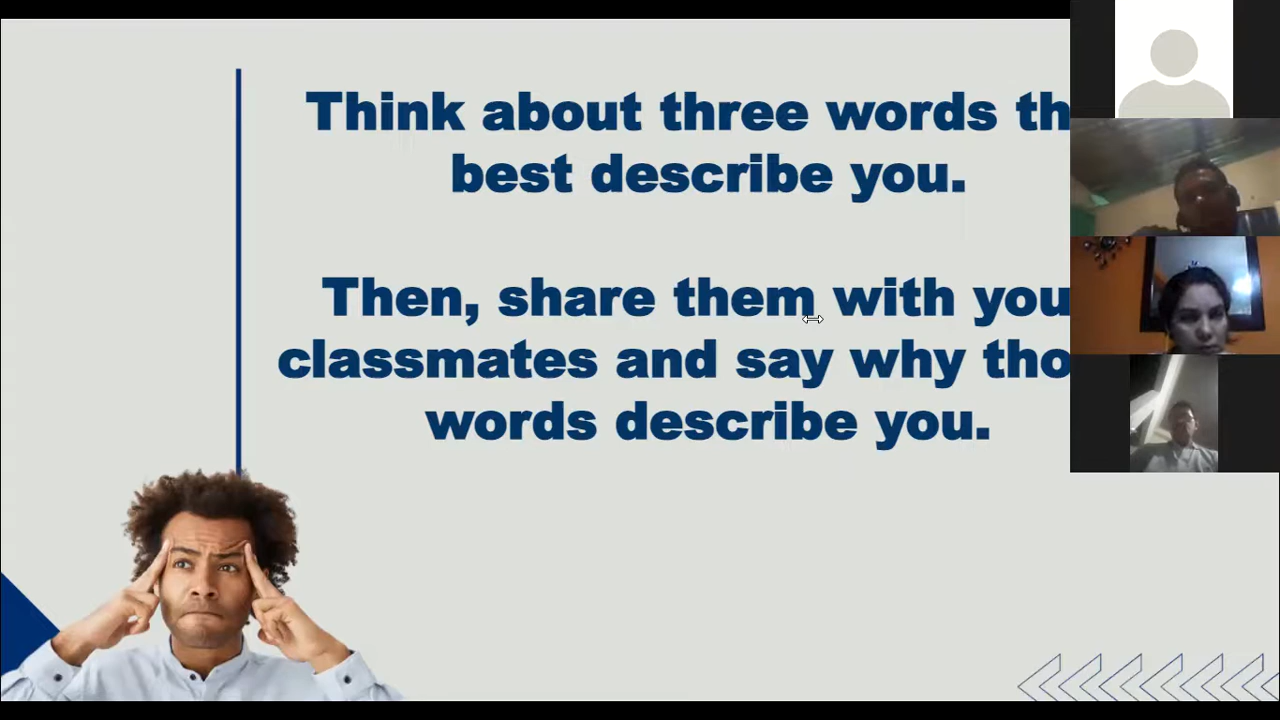 Think about three words th
best describe you.
Then, share them with you
classmates and say why tho
words describe you.